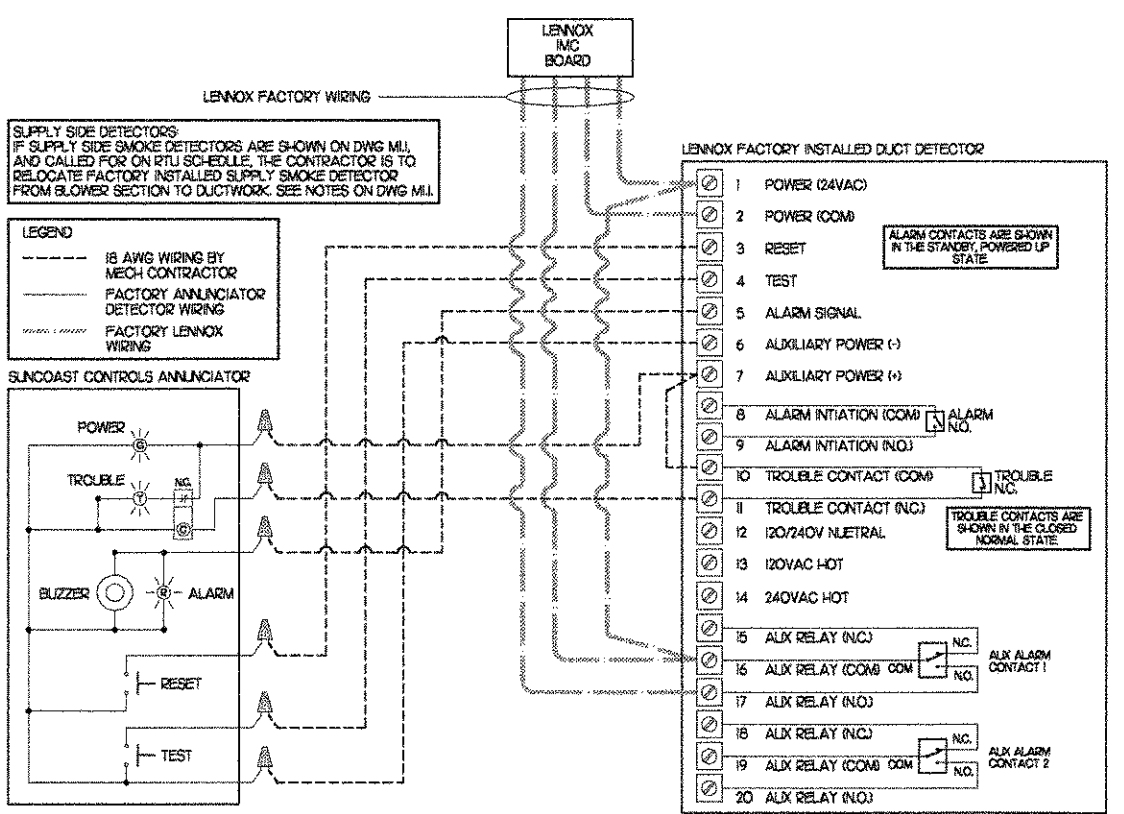 LENNOX
IMC
BOARD
LENNOX FACTORY WIRING
SUPPLY SIDE DETECTORS:
IF SUPPLY SIDE SMOKE DETECTORS ARE SHOWN ON DWG M1.1,
AND CALLED FOR ON RTU SCHEDULE, THE CONTRACTOR IS TO
RELOCATE FACTORY INSTALLED SUPPLY SMOKE DETECTOR
FROM BLOWER SECTION TO DUCTWORK. SEE NOTES ON DWG M1.1.
LEGEND
18 AWG WIRING BY
MECH CONTRACTOR
FACTORY ANNUNCIATOR
DETECTOR WIRING
FACTORY LENNOX
WIRING
SUNCOAST CONTROLS ANNUNCIATOR
POWER
G
TROUBLE
T
N.C.
C
BUZZER
R
ALARM
RESET
TEST
LENNOX FACTORY INSTALLED DUCT DETECTOR
1 POWER (24VAC)
2 POWER (COM)
3 RESET
4 TEST
5 ALARM SIGNAL
6 AUXILIARY POWER (-)
7 AUXILIARY POWER (+)
8 ALARM INTIATION (COM)
9 ALARM INTIATION (N.O.)
10 TROUBLE CONTACT (COM)
11 TROUBLE CONTACT (N.C.)
12 120/240V NUETRAL
13 120VAC HOT
14 240VAC HOT
15 AUX RELAY (N.C.)
16 AUX RELAY (COM)
17 AUX RELAY (N.O.)
18 AUX RELAY (N.C.)
19 AUX RELAY (COM)
20 AUX RELAY (N.O.)
ALARM CONTACTS ARE SHOWN
IN THE STANDBY, POWERED UP
STATE.
ALARM
N.O.
TROUBLE
N.C.
TROUBLE CONTACTS ARE
SHOWN IN THE CLOSED
NORMAL STATE.
N.C.
COM
N.O.
AUX ALARM
CONTACT 1
N.C.
COM
N.O.
AUX ALARM
CONTACT 2